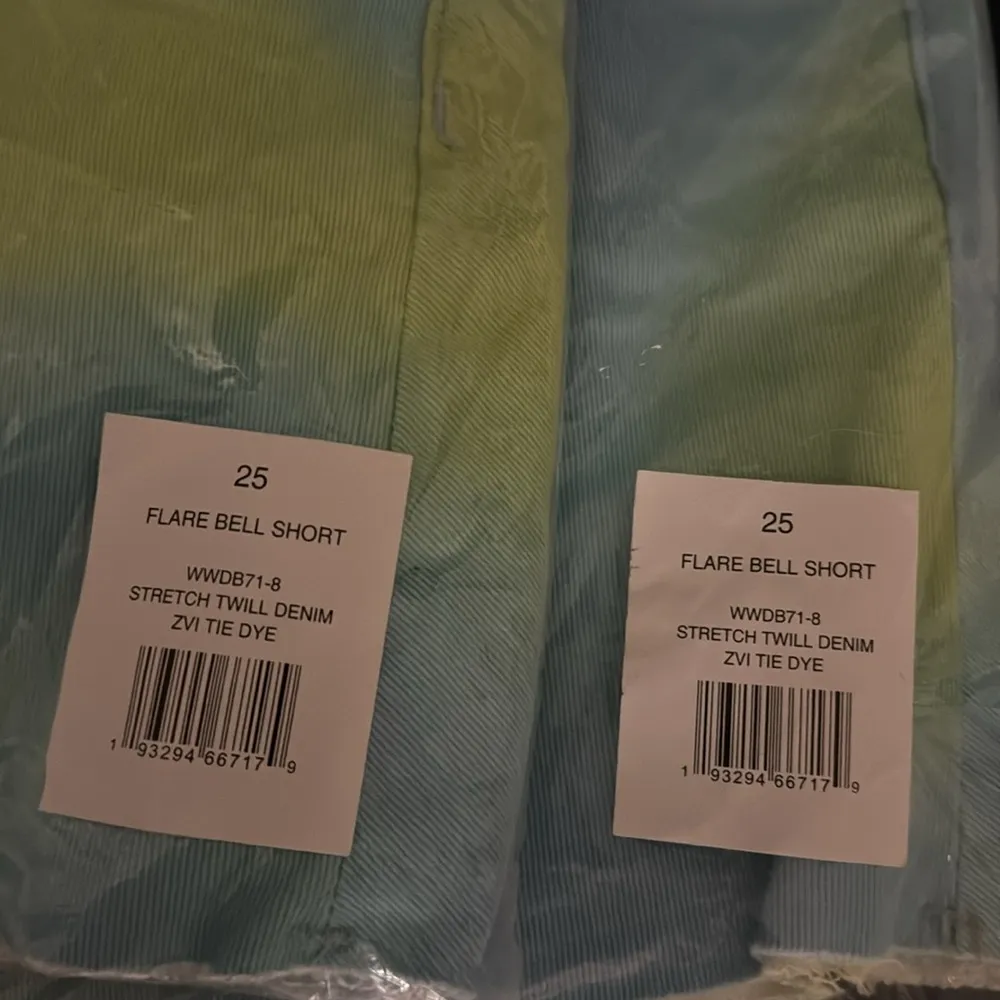 25
FLARE BELL SHORT
WWDB71-8
STRETCH TWILL DENIM
ZVI TIE DYE
1 93294 66717 9
25
FLARE BELL SHORT
WWDB71-8
STRETCH TWILL DENIM
ZVI TIE DYE
1 93294 66717 9